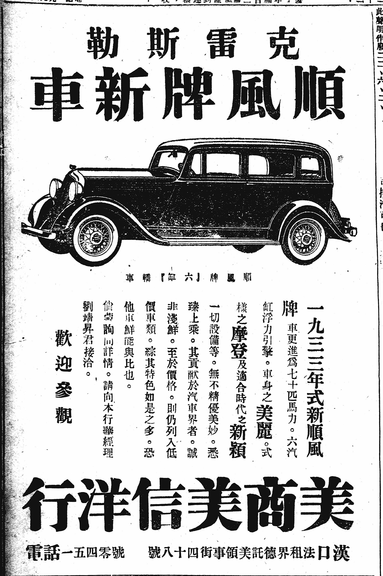 克雷斯勒
順風牌新車
順風牌『六』轎車
一九三三年式新順風
牌車更進爲七十匹馬力。六汽
缸浮力引擎。車身之美麗。式
樣之摩登及適合時代之新穎
一切設備等。無不精優美妙。悉
臻上乘。其貢献於汽車界者。誠
非淺鮮。至於價格。則仍列入低
價車類。綜其特色如是之多。恐
他車鮮能與比也。
倘蒙詢問詳情。請向本行華經理
劉靖昇君接洽。
歡迎參觀
美商美信洋行
漢口法租界德託美領事街四十八號
電話一五四零號